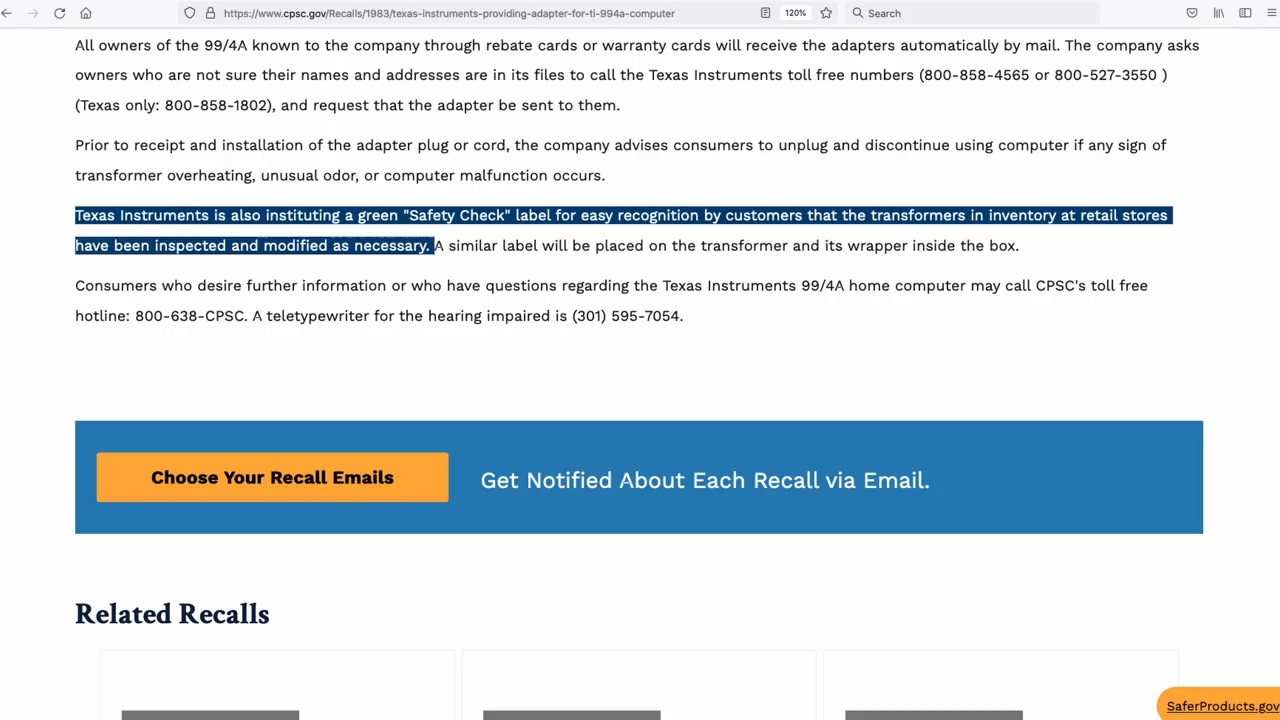 https://www.cpsc.gov/Recalls/1983/texas-instruments-providing-adapter-for-ti-994a-computer
120%
Search
All owners of the 99/4A known to the company through rebate cards or warranty cards will receive the adapters automatically by mail. The company asks
owners who are not sure their names and addresses are in its files to call the Texas Instruments toll free numbers (800-858-4565 or 800-527-3550 )
(Texas only: 800-858-1802), and request that the adapter be sent to them.
Prior to receipt and installation of the adapter plug or cord, the company advises consumers to unplug and discontinue using computer if any sign of
transformer overheating, unusual odor, or computer malfunction occurs.
Texas Instruments is also instituting a green "Safety Check" label for easy recognition by customers that the transformers in inventory at retail stores
have been inspected and modified as necessary. A similar label will be placed on the transformer and its wrapper inside the box.
Consumers who desire further information or who have questions regarding the Texas Instruments 99/4A home computer may call CPSC's toll free
hotline: 800-638-CPSC. A teletypewriter for the hearing impaired is (301) 595-7054.
Choose Your Recall Emails
Get Notified About Each Recall via Email.
Related Recalls
SaferProducts.gov